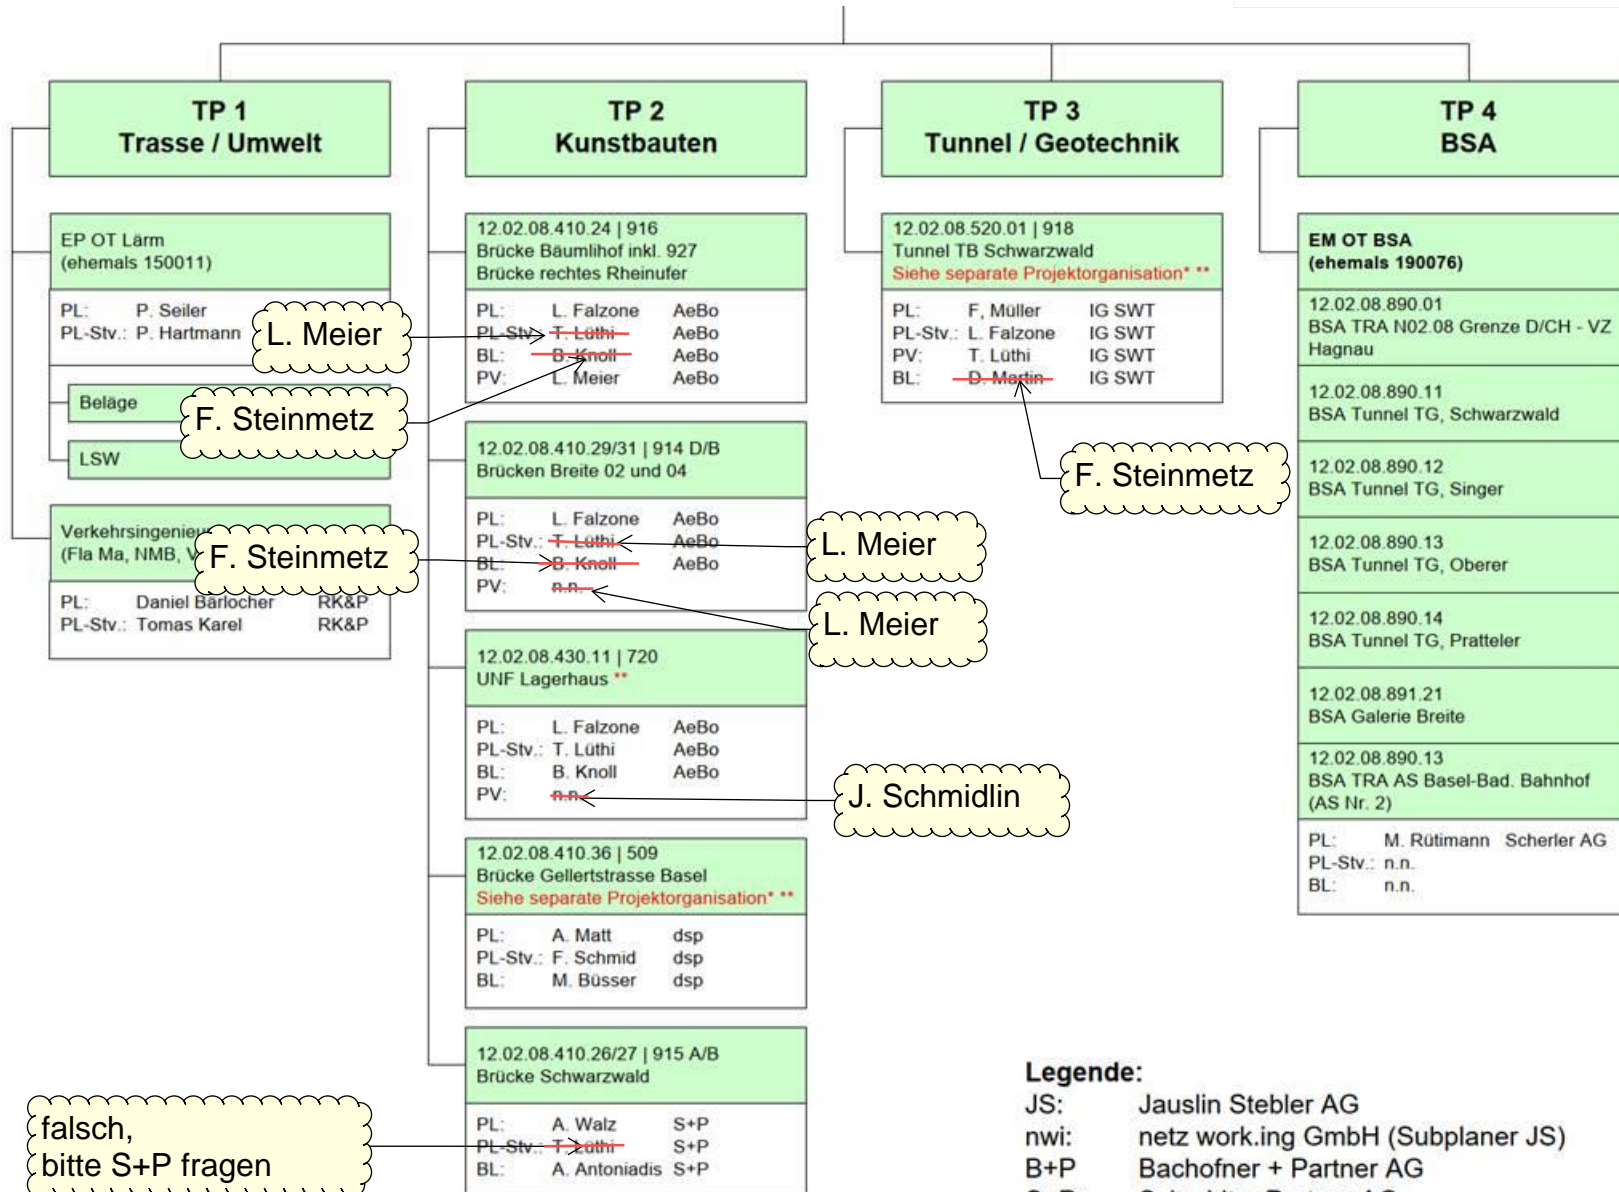 TP 1
Trasse / Umwelt
EP OT Lärm
(ehemals 150011)
PL: P. Seiler
PL-Stv.: P. Hartmann
Beläge
LSW
Verkehrsingenieu
(Fla Ma, NMB, V
PL: Daniel Bärlocher RK&P
PL-Stv.: Tomas Karel RK&P
L. Meier
F. Steinmetz
F. Steinmetz
falsch,
bitte S+P fragen
TP 2
Kunstbauten
12.02.08.410.24 | 916
Brücke Bäumlihof inkl. 927
Brücke rechtes Rheinufer
PL: L. Falzone AeBo
PL-Stv.: T. Lüthi AeBo
BL: B. Knoll AeBo
PV: L. Meier AeBo
12.02.08.410.29/31 | 914 D/B
Brücken Breite 02 und 04
PL: L. Falzone AeBo
PL-Stv.: T. Lüthi AeBo
BL: B. Knoll AeBo
PV: n.n.
L. Meier
L. Meier
12.02.08.430.11 | 720
UNF Lagerhaus **
PL: L. Falzone AeBo
PL-Stv.: T. Lüthi AeBo
BL: B. Knoll AeBo
PV: n.n.
J. Schmidlin
12.02.08.410.36 | 509
Brücke Gellertstrasse Basel
Siehe separate Projektorganisation* **
PL: A. Matt dsp
PL-Stv.: F. Schmid dsp
BL: M. Büsser dsp
12.02.08.410.26/27 | 915 A/B
Brücke Schwarzwald
PL: A. Walz S+P
PL-Stv.: T. Lüthi S+P
BL: A. Antoniadis S+P
TP 3
Tunnel / Geotechnik
12.02.08.520.01 | 918
Tunnel TB Schwarzwald
Siehe separate Projektorganisation* **
PL: F, Müller IG SWT
PL-Stv.: L. Falzone IG SWT
PV: T. Lüthi IG SWT
BL: D. Martin IG SWT
F. Steinmetz
TP 4
BSA
EM OT BSA
(ehemals 190076)
12.02.08.890.01
BSA TRA N02.08 Grenze D/CH - VZ
Hagnau
12.02.08.890.11
BSA Tunnel TG, Schwarzwald
12.02.08.890.12
BSA Tunnel TG, Singer
12.02.08.890.13
BSA Tunnel TG, Oberer
12.02.08.890.14
BSA Tunnel TG, Pratteler
12.02.08.891.21
BSA Galerie Breite
12.02.08.890.13
BSA TRA AS Basel-Bad. Bahnhof
(AS Nr. 2)
PL: M. Rütimann Scherler AG
PL-Stv.: n.n.
BL: n.n.
Legende:
JS: Jauslin Stebler AG
nwi: netz work.ing GmbH (Subplaner JS)
B+P Bachofner + Partner AG